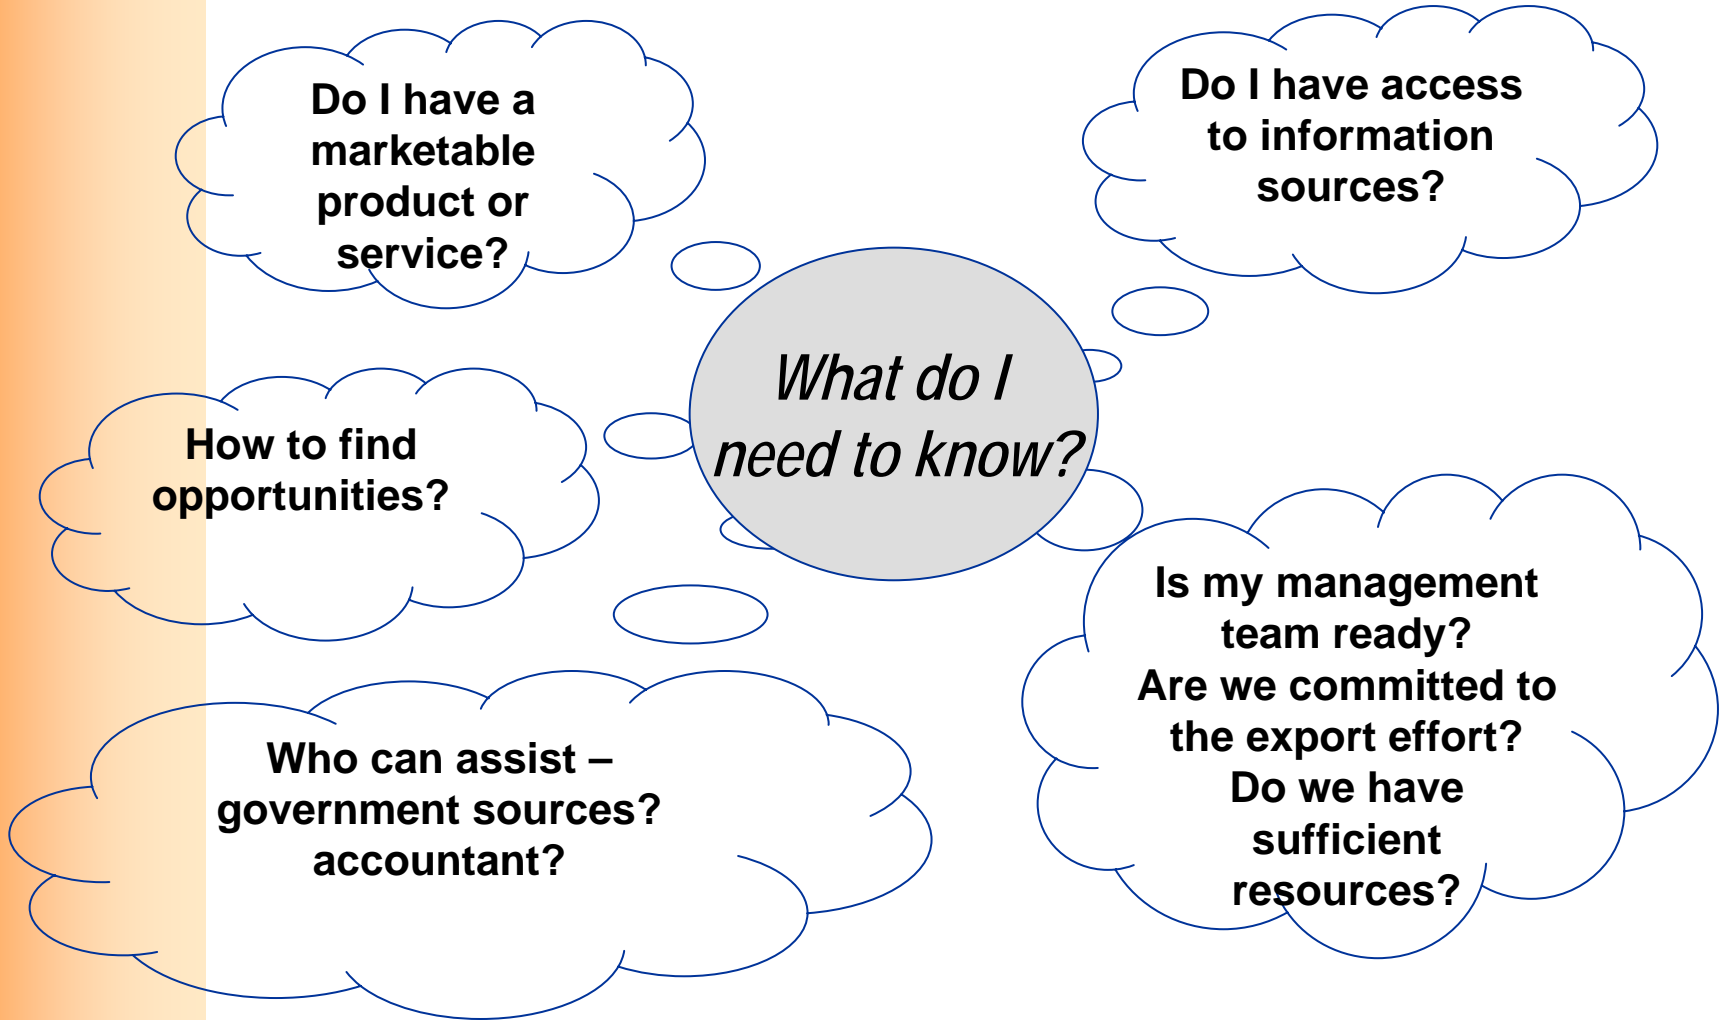 Do I have a
marketable
product or
service?
Do I have access
to information
sources?
What do I
need to know?
How to find
opportunities?
Is my management
team ready?
Are we committed to
the export effort?
Do we have
sufficient
resources?
Who can assist –
government sources?
accountant?